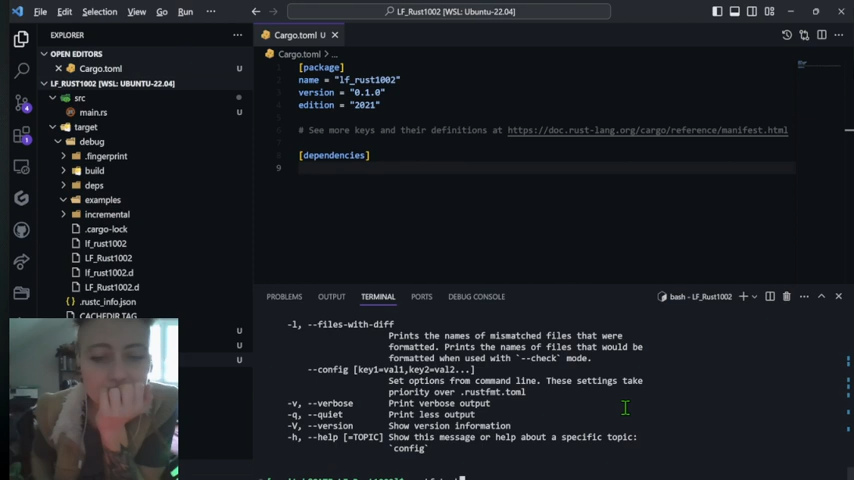 File Edit Selection View Go Run ··· LF_Rust1002 [WSL: Ubuntu-22.04]
EXPLORER ···
OPEN EDITORS
Cargo.toml U
LF_RUST1002 [WSL: UBUNTU-22.04]
src
main.rs U
target
debug
.fingerprint
build
deps
examples
incremental
.cargo-lock
lf_rust1002
LF_Rust1002
lf_rust1002.d
LF_Rust1002.d
.rustc_info.json
CACHEDIR.TAG
U
U
U
4
1
Cargo.toml U
Cargo.toml > ...
[package]
name = "lf_rust1002"
version = "0.1.0"
edition = "2021"
# See more keys and their definitions at https://doc.rust-lang.org/cargo/reference/manifest.html
[dependencies]
9
PROBLEMS OUTPUT TERMINAL PORTS DEBUG CONSOLE bash - LF_Rust1002
-l, --files-with-diff
Prints the names of mismatched files that were
formatted. Prints the names of files that would be
formatted when used with `--check` mode.
--config [key1=val1,key2=val2...]
Set options from command line. These settings take
priority over .rustfmt.toml
-v, --verbose Print verbose output
-q, --quiet Print less output
-V, --version Show version information
-h, --help [=TOPIC] Show this message or help about a specific topic:
`config`